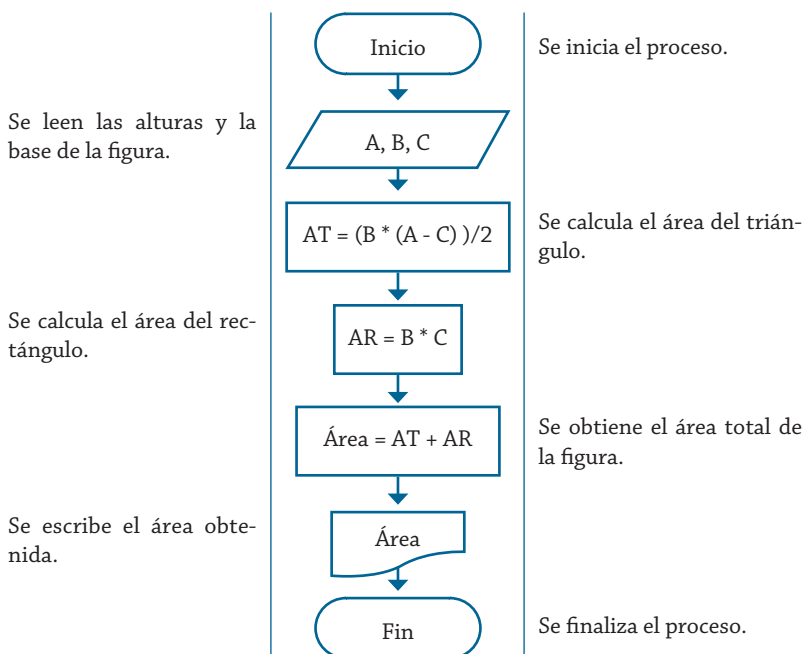 Inicio
Se inicia el proceso.
Se leen las alturas y la
base de la figura.
A, B, C
AT = (B * (A - C) )/2
Se calcula el área del trián-
gulo.
Se calcula el área del rec-
tángulo.
AR = B * C
Área = AT + AR
Se obtiene el área total de
la figura.
Se escribe el área obte-
nida.
Área
Fin
Se finaliza el proceso.